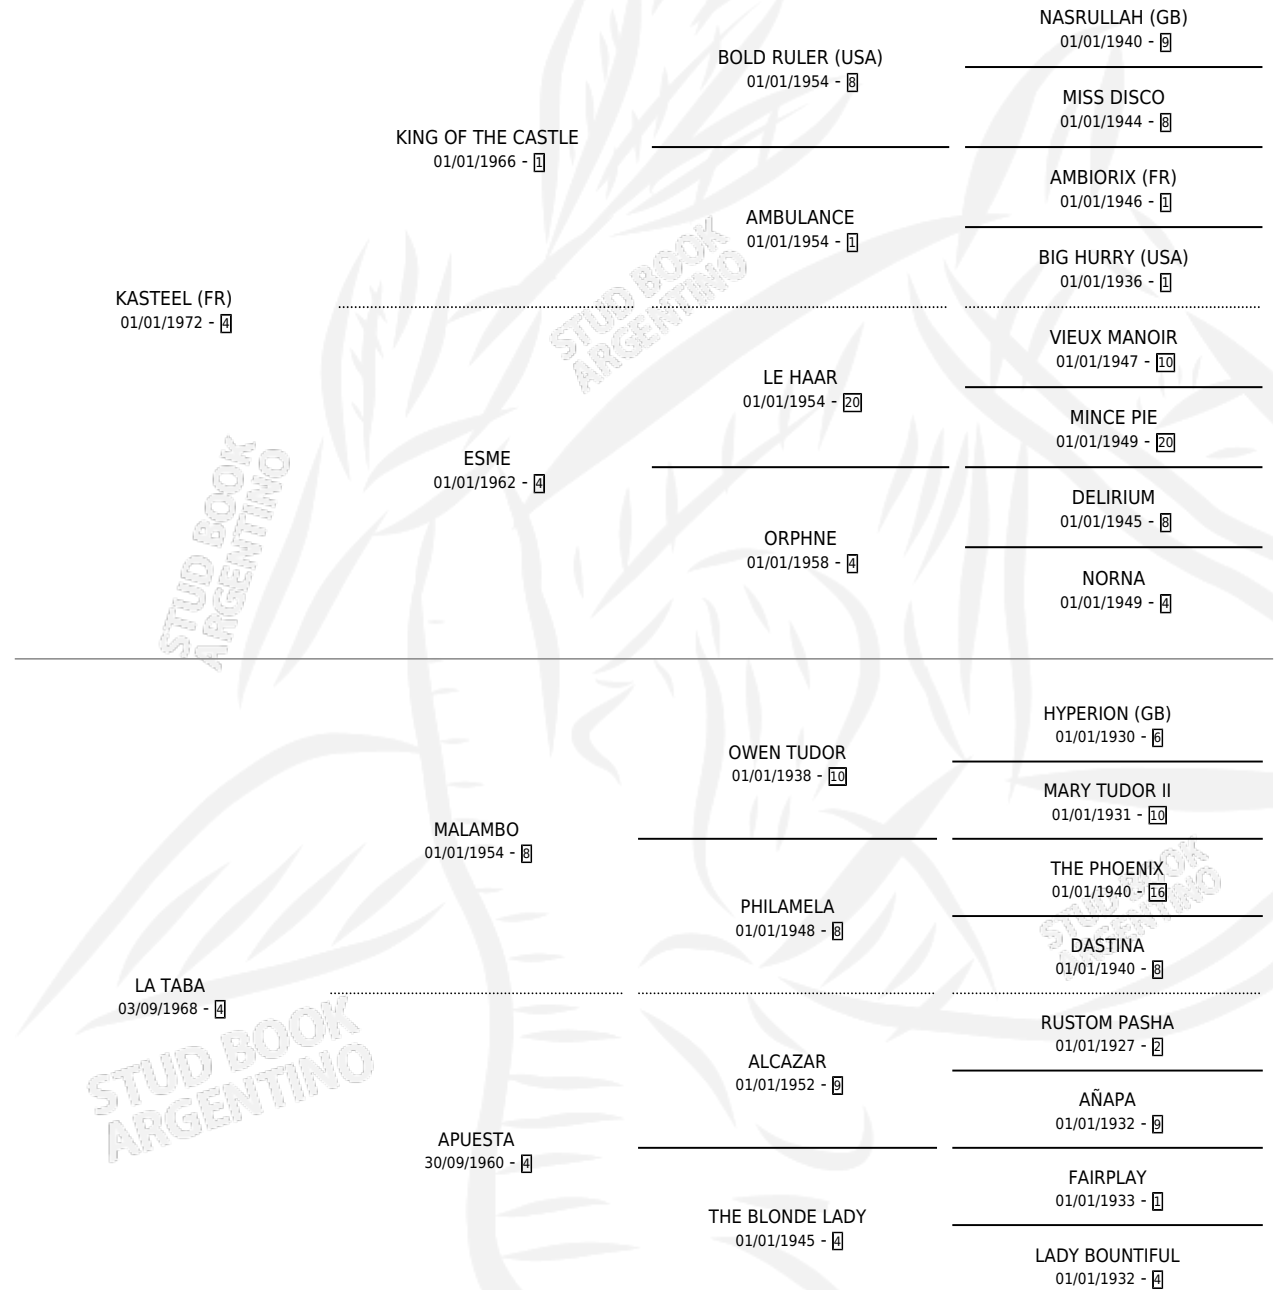 NASRULLAH (GB)
01/01/1940 - 9
BOLD RULER (USA)
01/01/1954 - 8
MISS DISCO
01/01/1944 - 8
KING OF THE CASTLE
01/01/1966 - 1
AMBIORIX (FR)
01/01/1946 - 1
AMBULANCE
01/01/1954 - 1
BIG HURRY (USA)
01/01/1936 - 1
KASTEEL (FR)
01/01/1972 - 4
VIEUX MANOIR
01/01/1947 - 10
LE HAAR
01/01/1954 - 20
MINCE PIE
01/01/1949 - 20
ESME
01/01/1962 - 4
DELIRIUM
01/01/1945 - 8
ORPHNE
01/01/1958 - 4
NORNA
01/01/1949 - 4
STUD BOOK
ARGENTINO
STUD BOOK
ARGENTINO
HYPERION (GB)
01/01/1930 - 6
OWEN TUDOR
01/01/1938 - 10
MARY TUDOR II
01/01/1931 - 10
MALAMBO
01/01/1954 - 8
THE PHOENIX
01/01/1940 - 16
PHILAMELA
01/01/1948 - 8
DASTINA
01/01/1940 - 8
LA TABA
03/09/1968 - 4
RUSTOM PASHA
01/01/1927 - 2
ALCAZAR
01/01/1952 - 9
AÑAPA
01/01/1932 - 9
APUESTA
30/09/1960 - 4
FAIRPLAY
01/01/1933 - 1
THE BLONDE LADY
01/01/1945 - 4
LADY BOUNTIFUL
01/01/1932 - 4
STUD BOOK
ARGENTINO
STUD BOOK
ARGENTINO